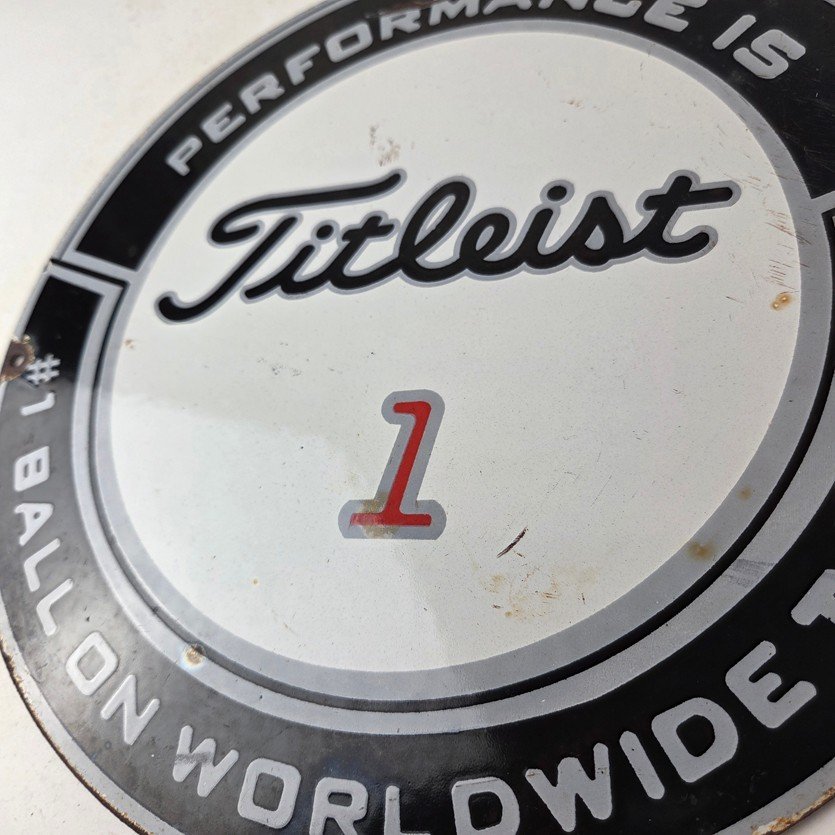 PERFORMANCE IS
Titleist
1
#1 BALL ON WORLDWIDE